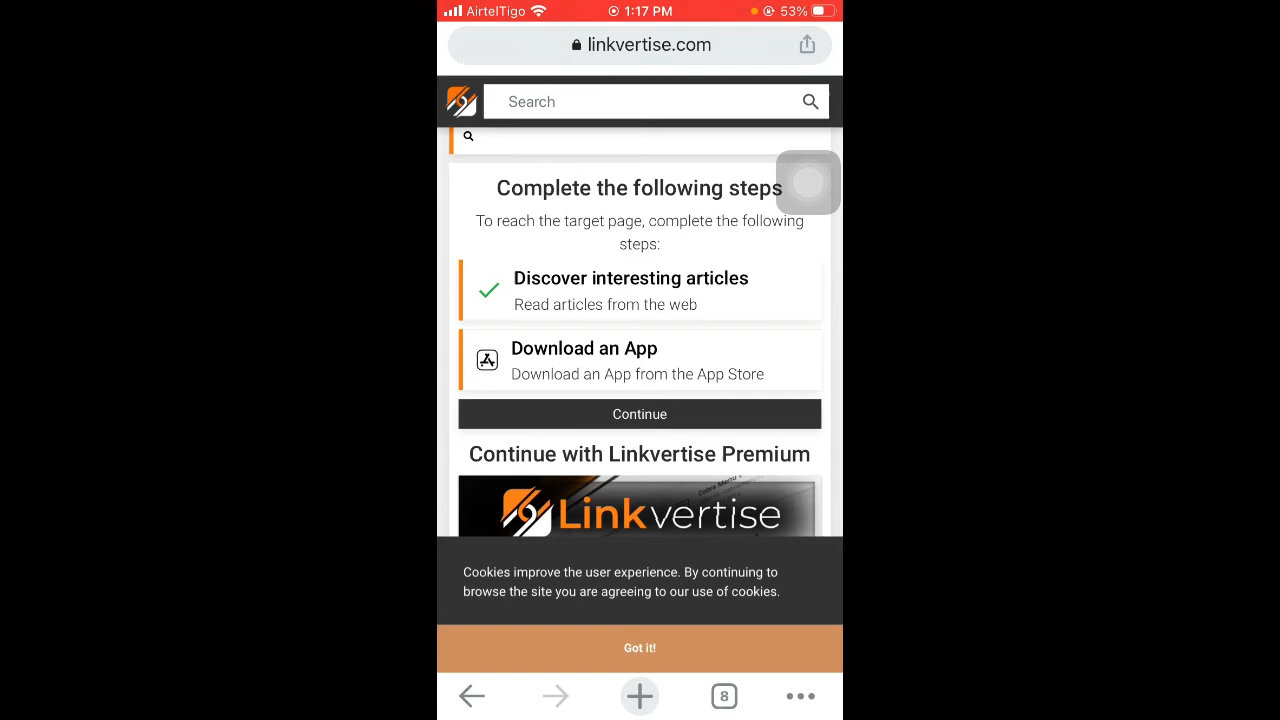 AirtelTigo 1:17 PM 53%
linkvertise.com
Search
Complete the following steps
To reach the target page, complete the following
steps:
Discover interesting articles
Read articles from the web
Download an App
Download an App from the App Store
Continue
Continue with Linkvertise Premium
Cobra Menu
Linkvertise
Cookies improve the user experience. By continuing to
browse the site you are agreeing to our use of cookies.
Got it!
8